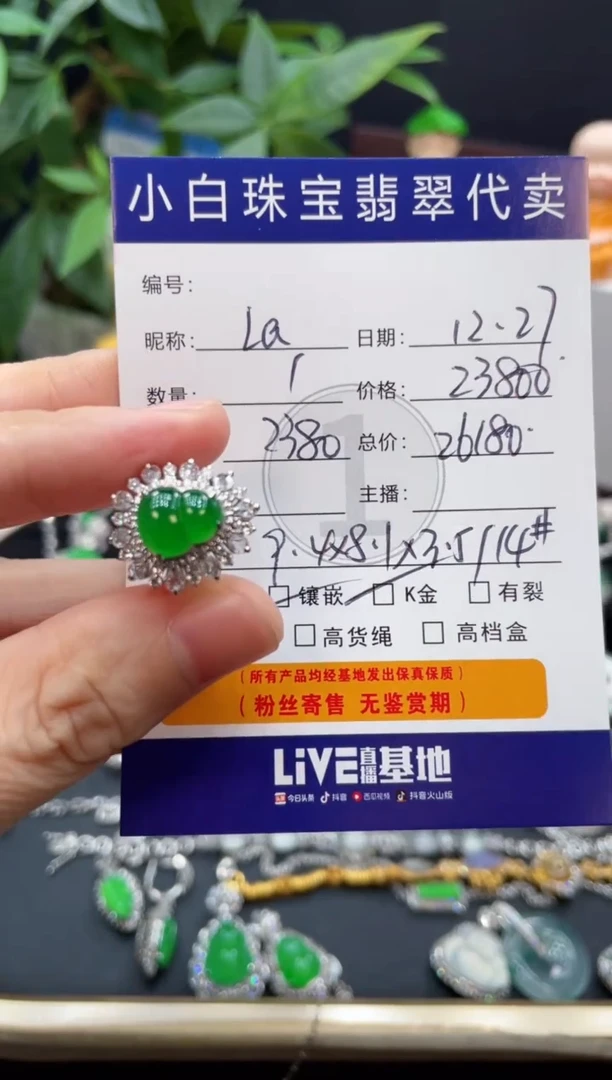 小白珠宝翡翠代卖
编号:
昵称: La 日期: 12.27
数量: 1 价格: 23800
2380 总价: 26180
主播:
9.4x8.1x3.5/14#
镶嵌 K金 有裂
高货绳 高档盒
(所有产品均经基地发出保真保质)
(粉丝寄售 无鉴赏期)
LiVE直播基地
今日头条 抖音 西瓜视频 抖音火山版